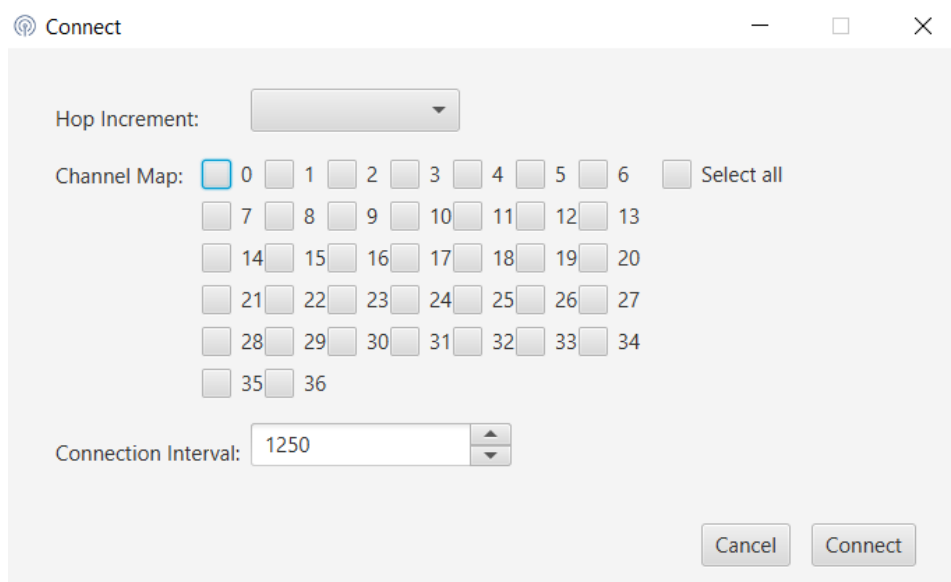 Connect
Hop Increment:
Channel Map: 0 1 2 3 4 5 6 Select all
7 8 9 10 11 12 13
14 15 16 17 18 19 20
21 22 23 24 25 26 27
28 29 30 31 32 33 34
35 36
Connection Interval: 1250
Cancel Connect